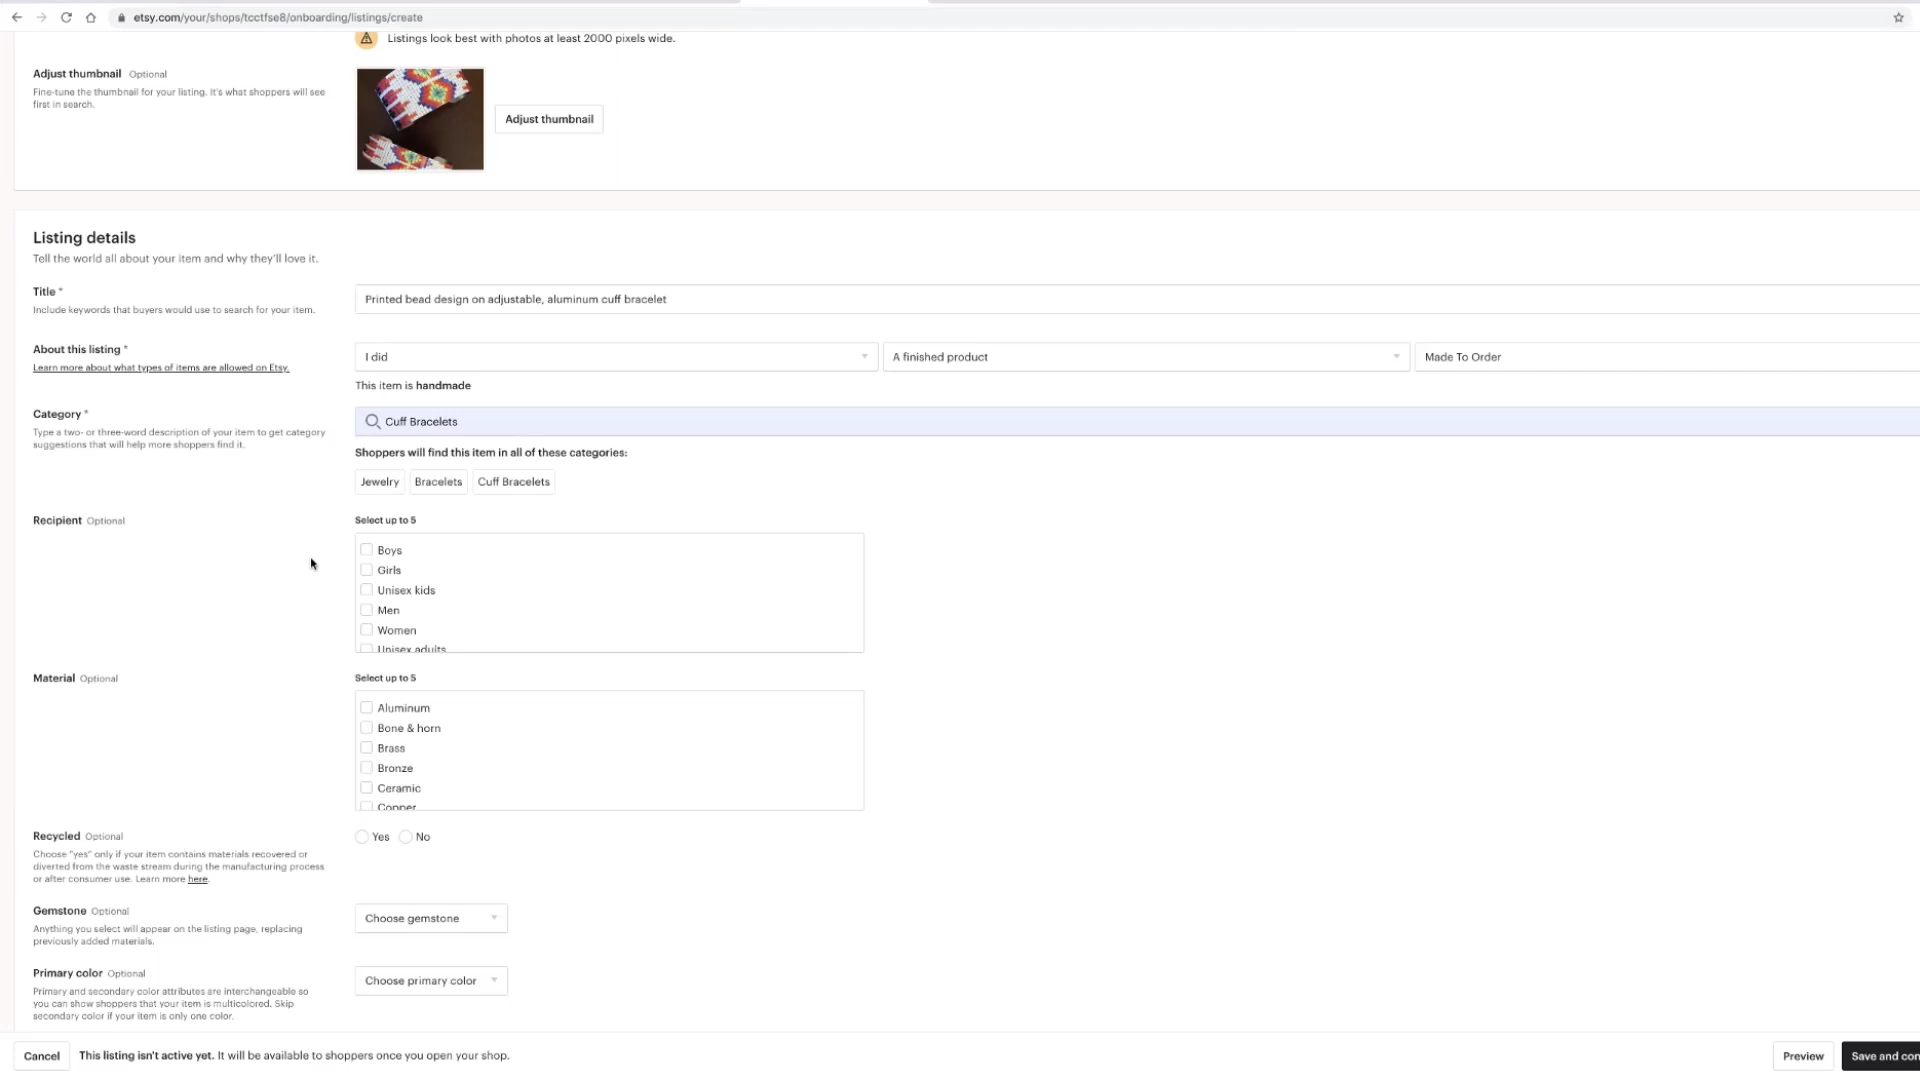 etsy.com/your/shops/tcctfse8/onboarding/listings/create
Listings look best with photos at least 2000 pixels wide.
Adjust thumbnail Optional
Fine-tune the thumbnail for your listing. It's what shoppers will see
first in search.
Adjust thumbnail
Listing details
Tell the world all about your item and why they'll love it.
Title *
Include keywords that buyers would use to search for your item.
Printed bead design on adjustable, aluminum cuff bracelet
About this listing *
Learn more about what types of items are allowed on Etsy.
I did A finished product Made To Order
This item is handmade
Category *
Type a two- or three-word description of your item to get category
suggestions that will help more shoppers find it.
Cuff Bracelets
Shoppers will find this item in all of these categories:
Jewelry Bracelets Cuff Bracelets
Recipient Optional
Select up to 5
Boys
Girls
Unisex kids
Men
Women
Unisex adults
Material Optional
Select up to 5
Aluminum
Bone & horn
Brass
Bronze
Ceramic
Copper
Recycled Optional
Choose "yes" only if your item contains materials recovered or
diverted from the waste stream during the manufacturing process
or after consumer use. Learn more here.
Yes No
Gemstone Optional
Anything you select will appear on the listing page, replacing
previously added materials.
Choose gemstone
Primary color Optional
Primary and secondary color attributes are interchangeable so
you can show shoppers that your item is multicolored. Skip
secondary color if your item is only one color.
Choose primary color
Cancel This listing isn't active yet. It will be available to shoppers once you open your shop. Preview Save and con